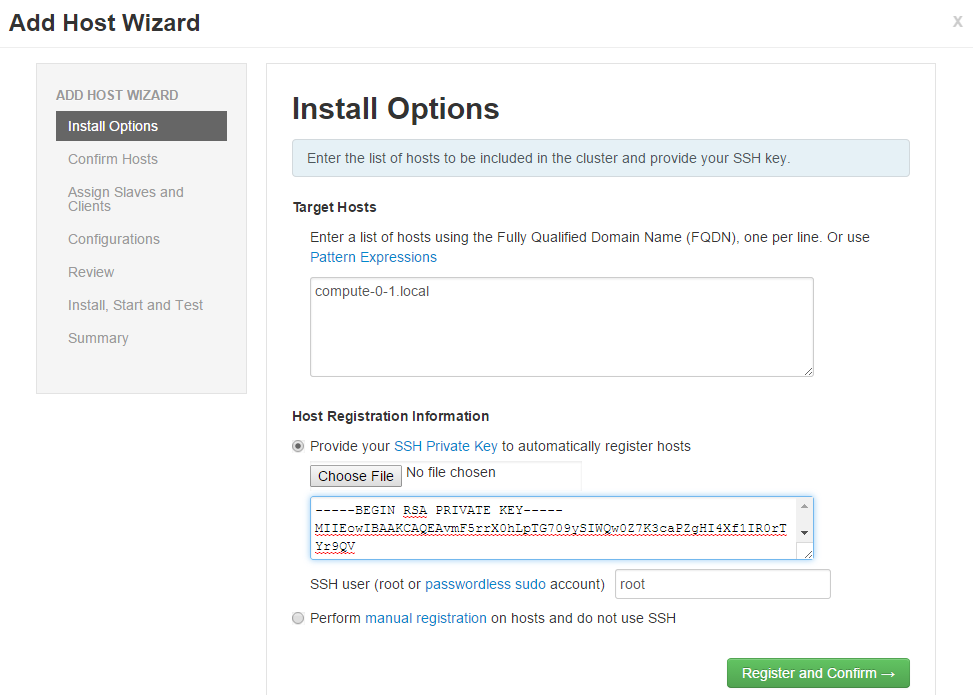 Add Host Wizard
x
ADD HOST WIZARD
Install Options
Confirm Hosts
Assign Slaves and
Clients
Configurations
Review
Install, Start and Test
Summary
Install Options
Enter the list of hosts to be included in the cluster and provide your SSH key.
Target Hosts
Enter a list of hosts using the Fully Qualified Domain Name (FQDN), one per line. Or use
Pattern Expressions
compute-0-1.local
Host Registration Information
Provide your SSH Private Key to automatically register hosts
Choose File No file chosen
-----BEGIN RSA PRIVATE KEY-----
MIIEowIBAAKCAQEAvmF5rrX0hLpTG709ySIWQw0Z7K3caPZgHI4Xf1IR0rT
Yr9QV
SSH user (root or passwordless sudo account) root
Perform manual registration on hosts and do not use SSH
Register and Confirm →